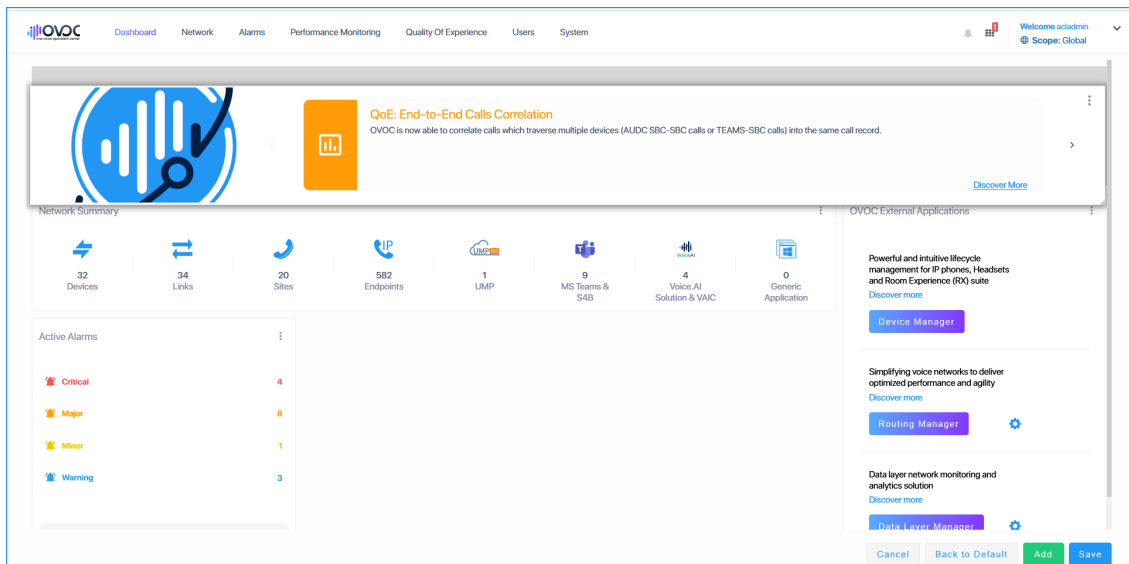 OVOC
one voice operation center
Dashboard Network Alarms Performance Monitoring Quality Of Experience Users System
1
Welcome acladmin
Scope: Global
QoE: End-to-End Calls Correlation
OVOC is now able to correlate calls which traverse multiple devices (AUDC SBC-SBC calls or TEAMS-SBC calls) into the same call record.
Discover More
Network Summary
IP
UMP 365
VoiceAI
32 34 20 582 1 9 4 0
Devices Links Sites Endpoints UMP MS Teams & Voice.AI Generic
S4B Solution & VAIC Application
Active Alarms
Critical 4
Major 8
Minor 1
Warning 3
OVOC External Applications
Powerful and intuitive lifecycle
management for IP phones, Headsets
and Room Experience (RX) suite
Discover more
Device Manager
Simplifying voice networks to deliver
optimized performance and agility
Discover more
Routing Manager
Data layer network monitoring and
analytics solution
Discover more
Data Layer Manager
Cancel Back to Default Add Save